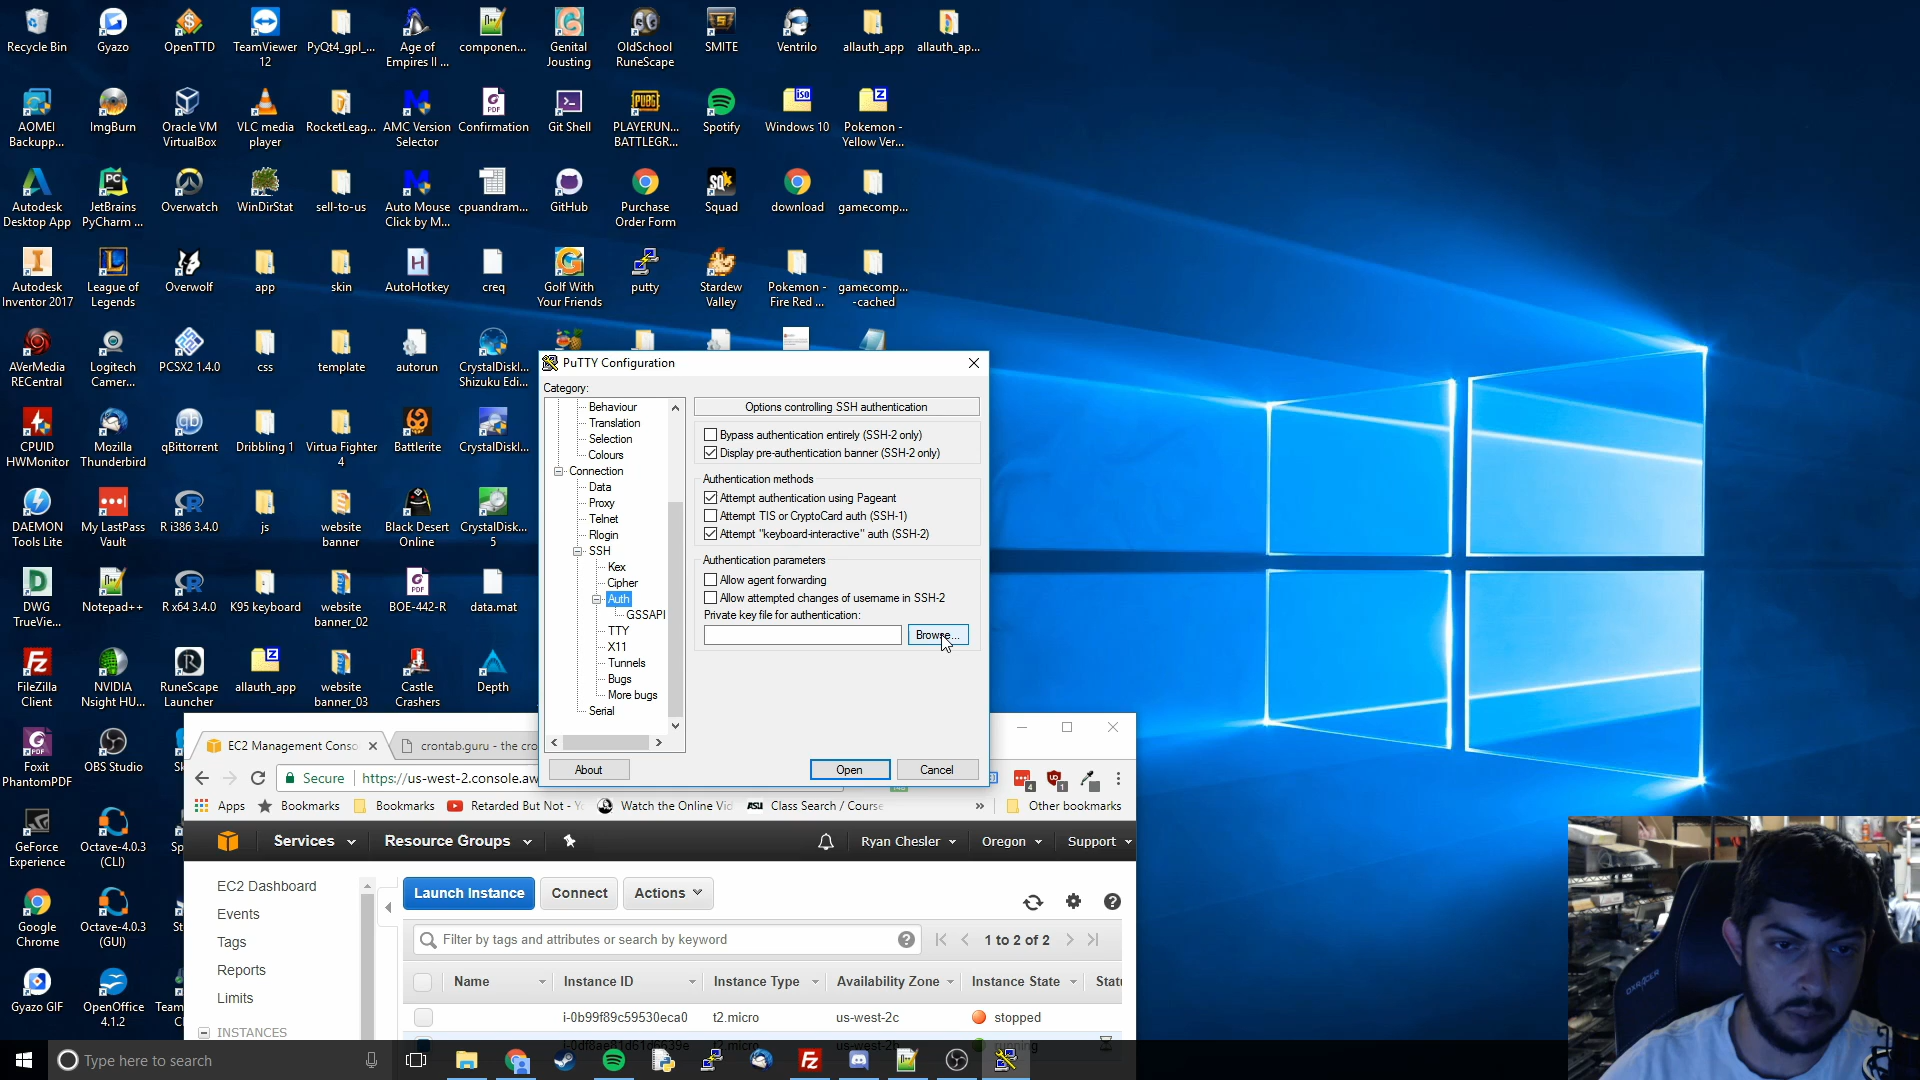 Recycle Bin
Gyazo
OpenTTD
TeamViewer
12
PyQt4_gpl_...
Age of
Empires II ...
componen...
Genital
Jousting
OldSchool
RuneScape
SMITE
Ventrilo
allauth_app
allauth_ap...
AOMEI
Backupp...
ImgBurn
Oracle VM
VirtualBox
VLC media
player
RocketLeag...
AMC Version
Selector
Confirmation
Git Shell
PLAYERUN...
BATTLEGR...
Spotify
Windows 10
Pokemon -
Yellow Ver...
Autodesk
Desktop App
JetBrains
PyCharm ...
Overwatch
WinDirStat
sell-to-us
Auto Mouse
Click by M...
cpuandram...
GitHub
Purchase
Order Form
Squad
download
gamecomp...
Autodesk
Inventor 2017
League of
Legends
Overwolf
app
skin
AutoHotkey
creq
Golf With
Your Friends
putty
Stardew
Valley
Pokemon -
Fire Red ...
gamecomp...
-cached
AVerMedia
RECentral
Logitech
Camer...
PCSX2 1.4.0
css
template
autorun
CrystalDiskI...
Shizuku Edi...
CPUID
HWMonitor
Mozilla
Thunderbird
qBittorrent
Dribbling 1
Virtua Fighter
4
Battlerite
CrystalDiskI...
DAEMON
Tools Lite
My LastPass
Vault
R i386 3.4.0
js
website
banner
Black Desert
Online
CrystalDisk...
5
DWG
TrueVie...
Notepad++
R x64 3.4.0
K95 keyboard
website
banner_02
BOE-442-R
data.mat
FileZilla
Client
NVIDIA
Nsight HU...
RuneScape
Launcher
allauth_app
website
banner_03
Castle
Crashers
Depth
Foxit
PhantomPDF
OBS Studio
GeForce
Experience
Octave-4.0.3
(CLI)
Google
Chrome
Octave-4.0.3
(GUI)
Gyazo GIF
OpenOffice
4.1.2
PuTTY Configuration
Category:
Behaviour
Translation
Selection
Colours
Connection
Data
Proxy
Telnet
Rlogin
SSH
Kex
Cipher
Auth
GSSAPI
TTY
X11
Tunnels
Bugs
More bugs
Serial
Options controlling SSH authentication
Bypass authentication entirely (SSH-2 only)
Display pre-authentication banner (SSH-2 only)
Authentication methods
Attempt authentication using Pageant
Attempt TIS or CryptoCard auth (SSH-1)
Attempt "keyboard-interactive" auth (SSH-2)
Authentication parameters
Allow agent forwarding
Allow attempted changes of username in SSH-2
Private key file for authentication:
Browse...
About
Open
Cancel
EC2 Management Conso
crontab.guru - the cro
Secure
https://us-west-2.console.aw
Apps
Bookmarks
Bookmarks
Retarded But Not - Yo
Watch the Online Vid
Class Search / Course
»
Other bookmarks
Services
Resource Groups
Ryan Chesler
Oregon
Support
EC2 Dashboard
Events
Tags
Reports
Limits
INSTANCES
Launch Instance
Connect
Actions
Filter by tags and attributes or search by keyword
1 to 2 of 2
Name
Instance ID
Instance Type
Availability Zone
Instance State
Statu
i-0b99f89c59530eca0
t2.micro
us-west-2c
stopped
t2.micro
running
Type here to search